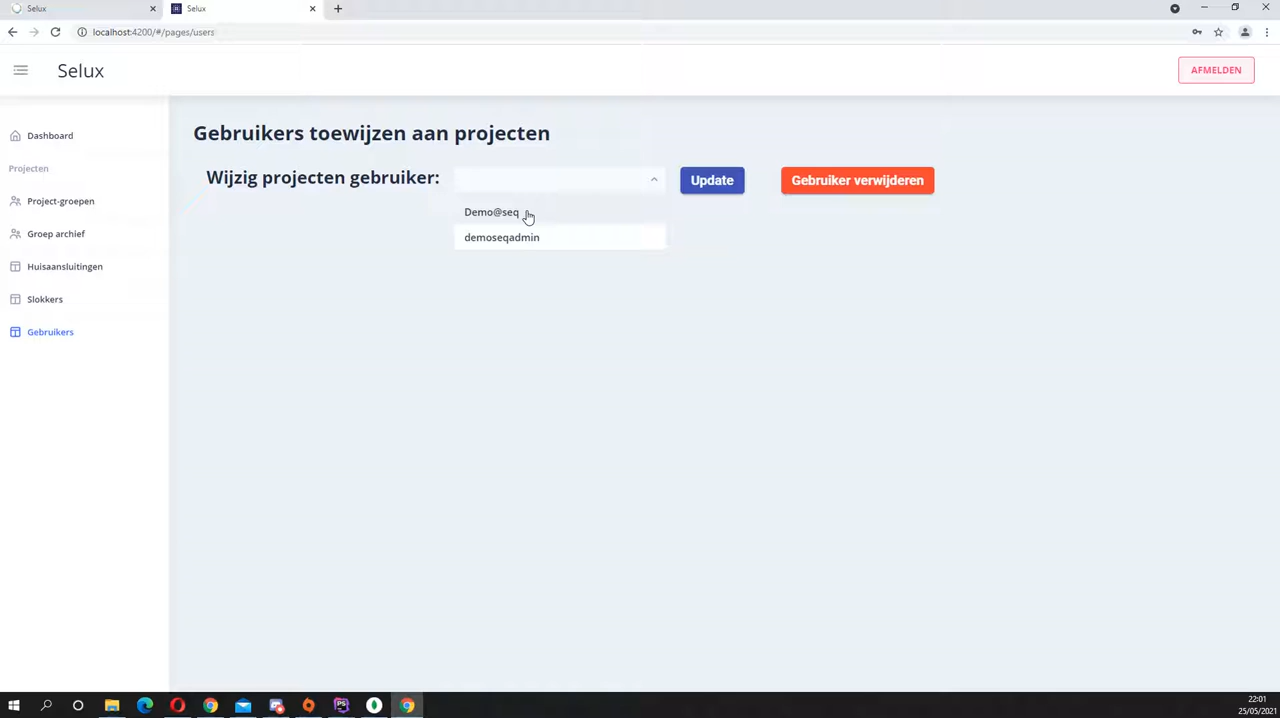 Selux
Selux
localhost:4200/#/pages/users
Selux
AFMELDEN
Dashboard
Projecten
Project-groepen
Groep archief
Huisaansluitingen
Slokkers
Gebruikers
Gebruikers toewijzen aan projecten
Wijzig projecten gebruiker:
Update
Gebruiker verwijderen
Demo@seq
demoseqadmin
PS
22:01
25/05/2021